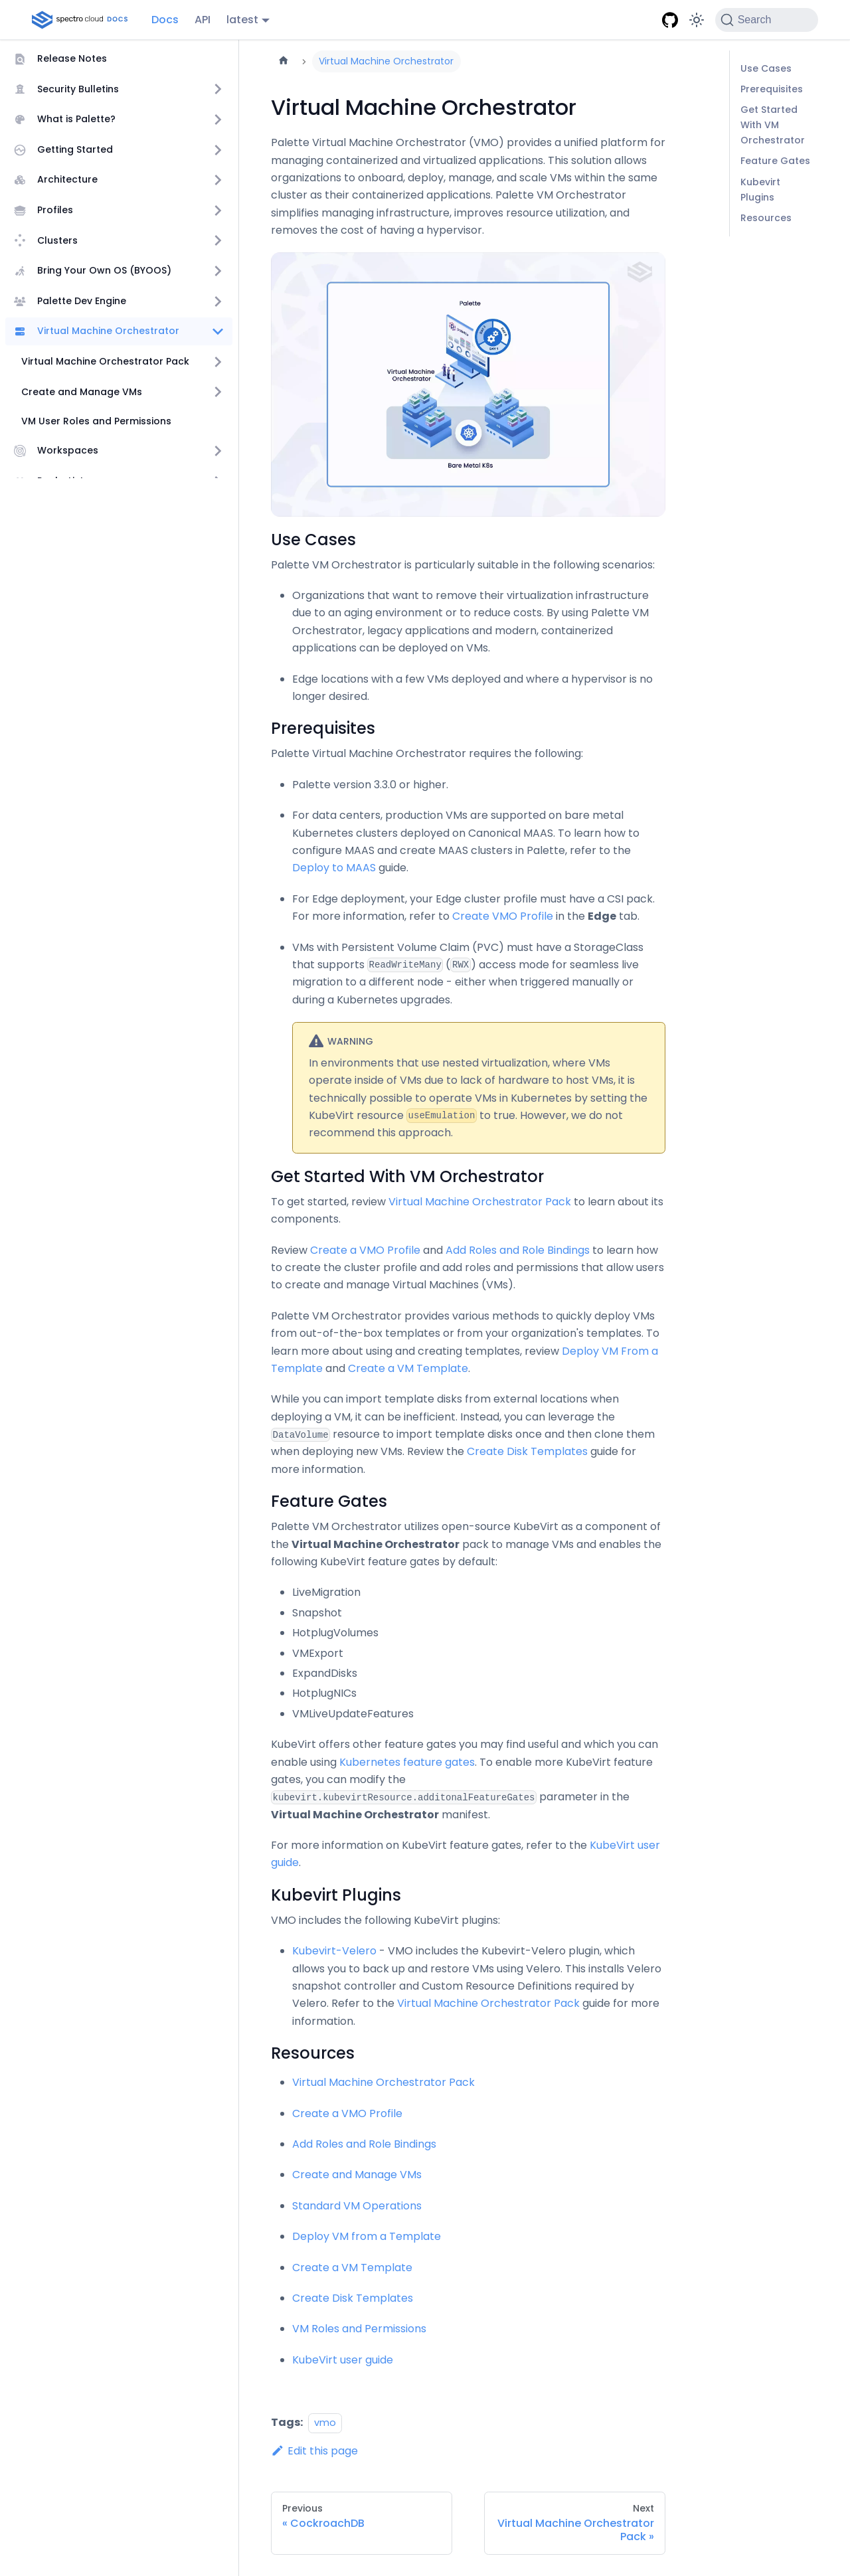 spectro cloud DOCS
Docs
API
latest
Search
Release Notes
Security Bulletins
What is Palette?
Getting Started
Architecture
Profiles
Clusters
Bring Your Own OS (BYOOS)
Palette Dev Engine
Virtual Machine Orchestrator
Virtual Machine Orchestrator Pack
Create and Manage VMs
VM User Roles and Permissions
Workspaces
Virtual Machine Orchestrator
Virtual Machine Orchestrator
Palette Virtual Machine Orchestrator (VMO) provides a unified platform for
managing containerized and virtualized applications. This solution allows
organizations to onboard, deploy, manage, and scale VMs within the same
cluster as their containerized applications. Palette VM Orchestrator
simplifies managing infrastructure, improves resource utilization, and
removes the cost of having a hypervisor.
Palette
Virtual Machine
Orchestrator
Bare Metal K8s
Use Cases
Palette VM Orchestrator is particularly suitable in the following scenarios:
Organizations that want to remove their virtualization infrastructure
due to an aging environment or to reduce costs. By using Palette VM
Orchestrator, legacy applications and modern, containerized
applications can be deployed on VMs.
Edge locations with a few VMs deployed and where a hypervisor is no
longer desired.
Prerequisites
Palette Virtual Machine Orchestrator requires the following:
Palette version 3.3.0 or higher.
For data centers, production VMs are supported on bare metal
Kubernetes clusters deployed on Canonical MAAS. To learn how to
configure MAAS and create MAAS clusters in Palette, refer to the
Deploy to MAAS guide.
For Edge deployment, your Edge cluster profile must have a CSI pack.
For more information, refer to Create VMO Profile in the Edge tab.
VMs with Persistent Volume Claim (PVC) must have a StorageClass
that supports ReadWriteMany (RWX) access mode for seamless live
migration to a different node - either when triggered manually or
during a Kubernetes upgrades.
WARNING
In environments that use nested virtualization, where VMs
operate inside of VMs due to lack of hardware to host VMs, it is
technically possible to operate VMs in Kubernetes by setting the
KubeVirt resource useEmulation to true. However, we do not
recommend this approach.
Get Started With VM Orchestrator
To get started, review Virtual Machine Orchestrator Pack to learn about its
components.
Review Create a VMO Profile and Add Roles and Role Bindings to learn how
to create the cluster profile and add roles and permissions that allow users
to create and manage Virtual Machines (VMs).
Palette VM Orchestrator provides various methods to quickly deploy VMs
from out-of-the-box templates or from your organization's templates. To
learn more about using and creating templates, review Deploy VM From a
Template and Create a VM Template.
While you can import template disks from external locations when
deploying a VM, it can be inefficient. Instead, you can leverage the
DataVolume resource to import template disks once and then clone them
when deploying new VMs. Review the Create Disk Templates guide for
more information.
Feature Gates
Palette VM Orchestrator utilizes open-source KubeVirt as a component of
the Virtual Machine Orchestrator pack to manage VMs and enables the
following KubeVirt feature gates by default:
LiveMigration
Snapshot
HotplugVolumes
VMExport
ExpandDisks
HotplugNICs
VMLiveUpdateFeatures
KubeVirt offers other feature gates you may find useful and which you can
enable using Kubernetes feature gates. To enable more KubeVirt feature
gates, you can modify the
kubevirt.kubevirtResource.additonalFeatureGates parameter in the
Virtual Machine Orchestrator manifest.
For more information on KubeVirt feature gates, refer to the KubeVirt user
guide.
Kubevirt Plugins
VMO includes the following KubeVirt plugins:
Kubevirt-Velero - VMO includes the Kubevirt-Velero plugin, which
allows you to back up and restore VMs using Velero. This installs Velero
snapshot controller and Custom Resource Definitions required by
Velero. Refer to the Virtual Machine Orchestrator Pack guide for more
information.
Resources
Virtual Machine Orchestrator Pack
Create a VMO Profile
Add Roles and Role Bindings
Create and Manage VMs
Standard VM Operations
Deploy VM from a Template
Create a VM Template
Create Disk Templates
VM Roles and Permissions
KubeVirt user guide
Tags: vmo
Edit this page
Previous
« CockroachDB
Next
Virtual Machine Orchestrator
Pack »
Use Cases
Prerequisites
Get Started
With VM
Orchestrator
Feature Gates
Kubevirt
Plugins
Resources